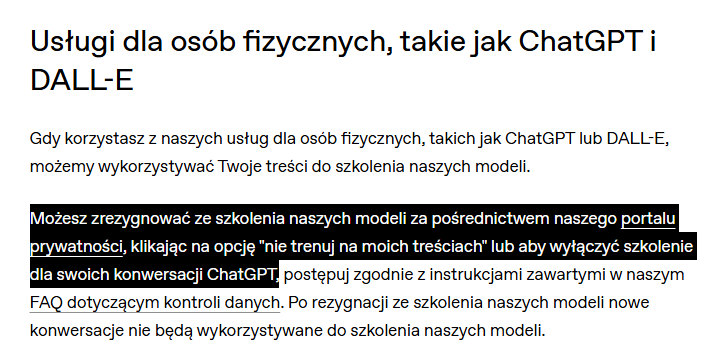 Usługi dla osób fizycznych, takie jak ChatGPT i
DALL-E
Gdy korzystasz z naszych usług dla osób fizycznych, takich jak ChatGPT lub DALL-E,
możemy wykorzystywać Twoje treści do szkolenia naszych modeli.
Możesz zrezygnować ze szkolenia naszych modeli za pośrednictwem naszego portalu
prywatności, klikając na opcję "nie trenuj na moich treściach" lub aby wyłączyć szkolenie
dla swoich konwersacji ChatGPT, postępuj zgodnie z instrukcjami zawartymi w naszym
FAQ dotyczącym kontroli danych. Po rezygnacji ze szkolenia naszych modeli nowe
konwersacje nie będą wykorzystywane do szkolenia naszych modeli.